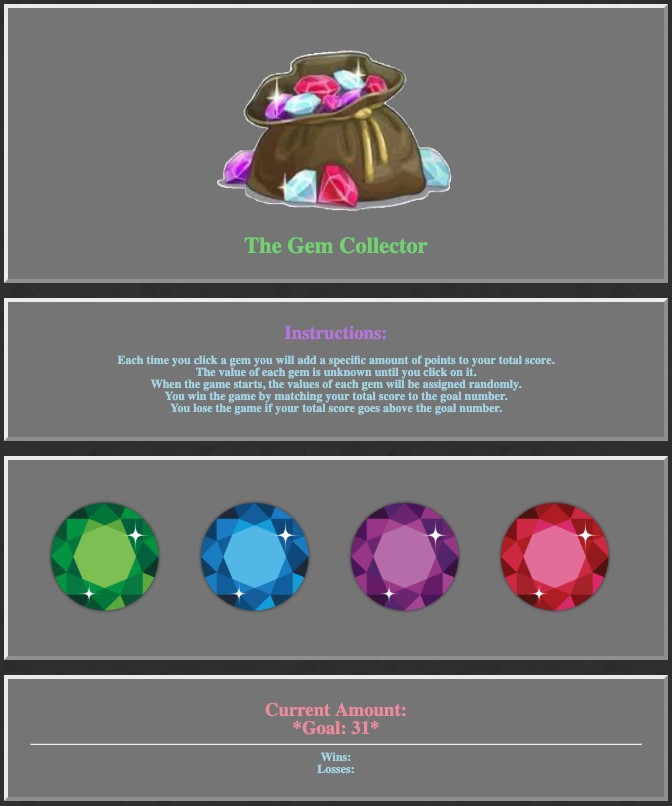 The Gem Collector
Instructions:
Each time you click a gem you will add a specific amount of points to your total score.
The value of each gem is unknown until you click on it.
When the game starts, the values of each gem will be assigned randomly.
You win the game by matching your total score to the goal number.
You lose the game if your total score goes above the goal number.
Current Amount:
*Goal: 31*
Wins:
Losses: